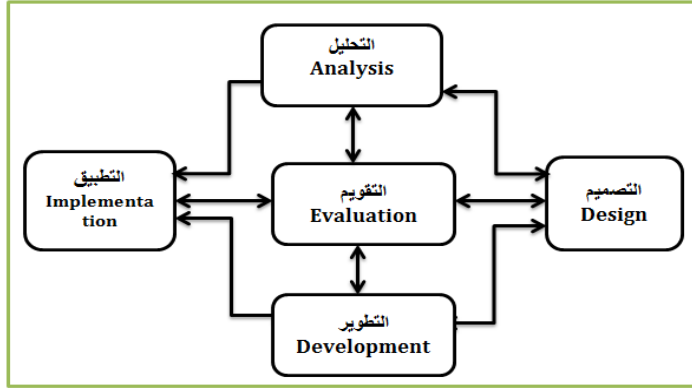 التحليل
Analysis
التطبيق
Implementa
tion
التقويم
Evaluation
التصميم
Design
التطوير
Development